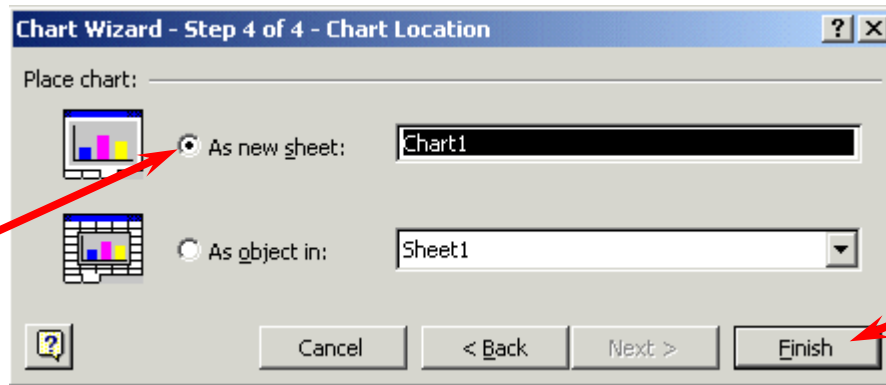 Chart Wizard - Step 4 of 4 - Chart Location
Place chart:
As new sheet: Chart1
As object in: Sheet1
Cancel < Back Next > Finish